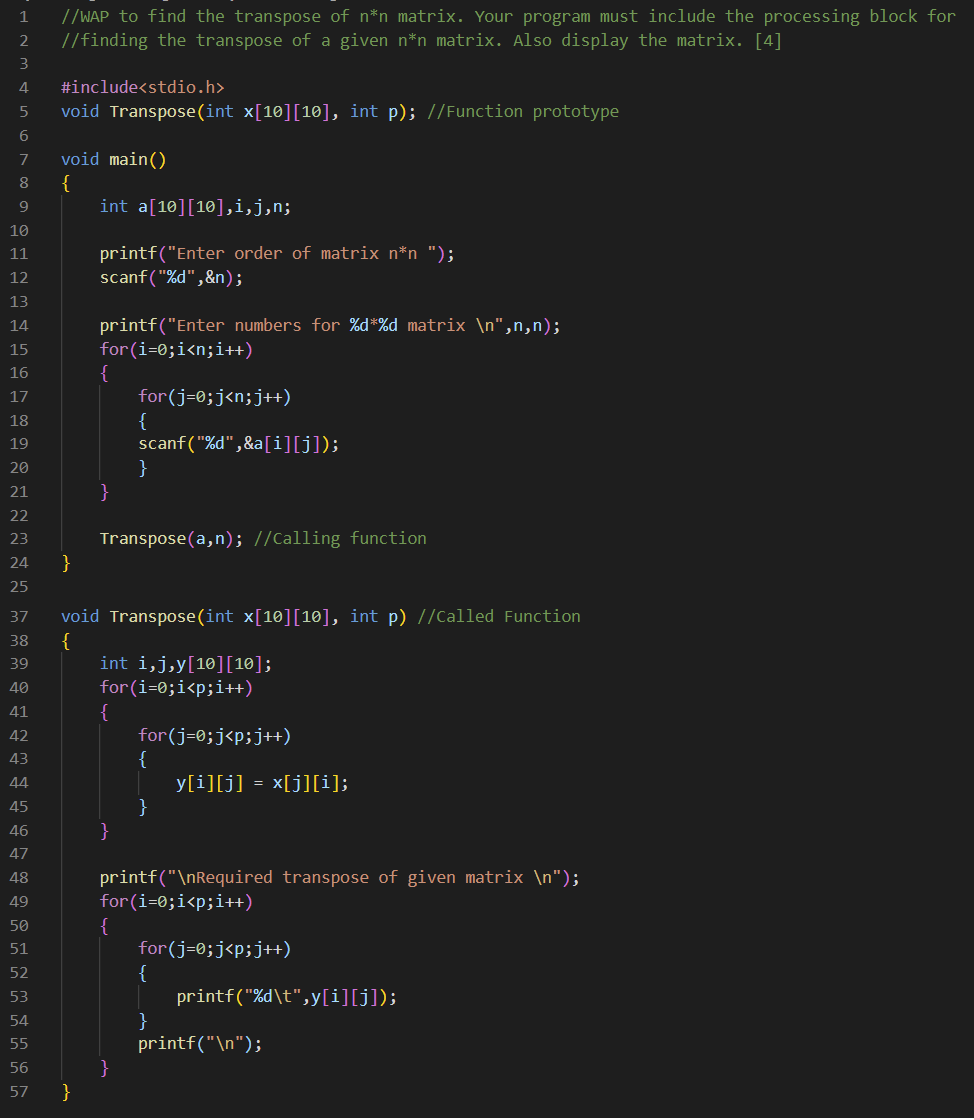 1 //WAP to find the transpose of n*n matrix. Your program must include the processing block for
2 //finding the transpose of a given n*n matrix. Also display the matrix. [4]
3
4 #include<stdio.h>
5 void Transpose(int x[10][10], int p); //Function prototype
6
7 void main()
8 {
9     int a[10][10],i,j,n;
10
11     printf("Enter order of matrix n*n ");
12     scanf("%d",&n);
13
14     printf("Enter numbers for %d*%d matrix \n",n,n);
15     for(i=0;i<n;i++)
16     {
17         for(j=0;j<n;j++)
18         {
19         scanf("%d",&a[i][j]);
20         }
21     }
22
23     Transpose(a,n); //Calling function
24 }
25
37 void Transpose(int x[10][10], int p) //Called Function
38 {
39     int i,j,y[10][10];
40     for(i=0;i<p;i++)
41     {
42         for(j=0;j<p;j++)
43         {
44             y[i][j] = x[j][i];
45         }
46     }
47
48     printf("\nRequired transpose of given matrix \n");
49     for(i=0;i<p;i++)
50     {
51         for(j=0;j<p;j++)
52         {
53             printf("%d\t",y[i][j]);
54         }
55         printf("\n");
56     }
57 }